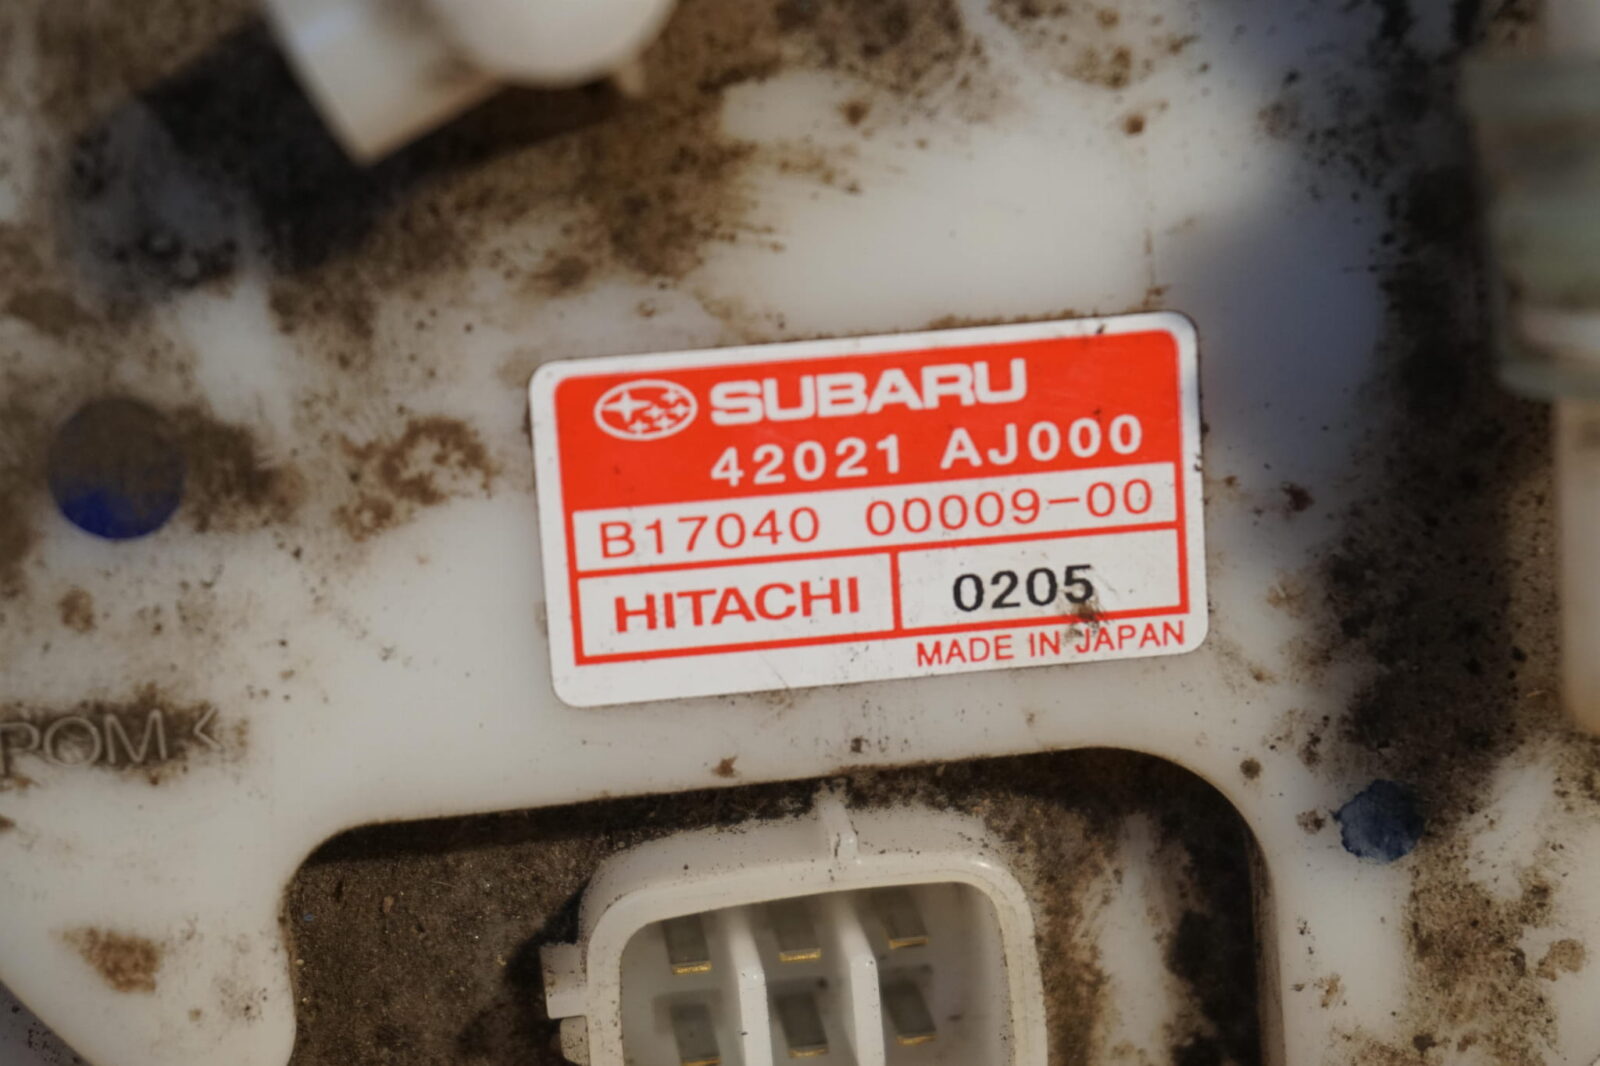 SUBARU
42021 AJ000
B17040 00009-00
HITACHI 0205
MADE IN JAPAN
POM<